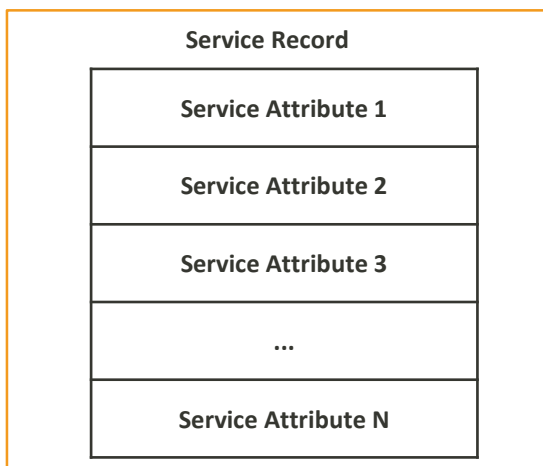 Service Record
Service Attribute 1
Service Attribute 2
Service Attribute 3
...
Service Attribute N